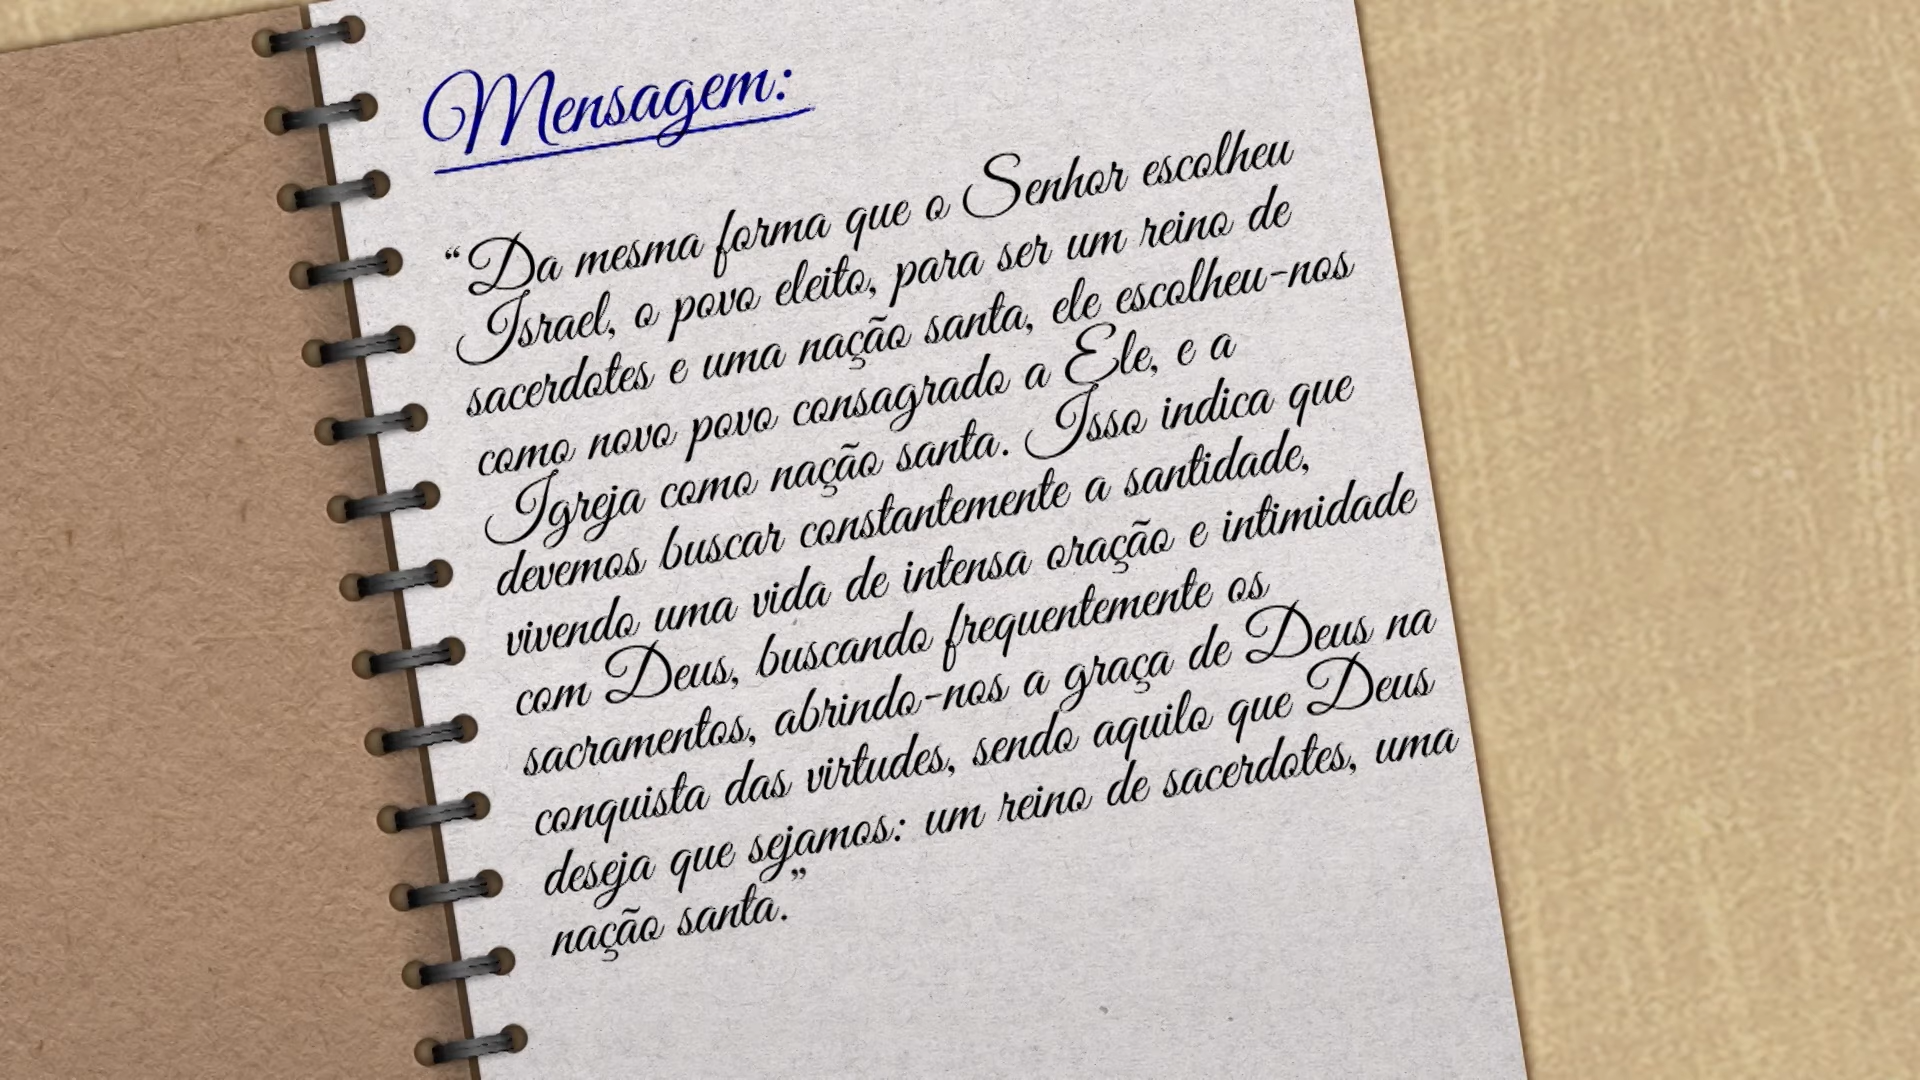 Mensagem:
“Da mesma forma que o Senhor escolheu
Israel, o povo eleito, para ser um reino de
sacerdotes e uma nação santa, ele escolheu-nos
como novo povo consagrado a Ele, e a
Igreja como nação santa. Isso indica que
devemos buscar constantemente a santidade,
vivendo uma vida de intensa oração e intimidade
com Deus, buscando frequentemente os
sacramentos, abrindo-nos a graça de Deus na
conquista das virtudes, sendo aquilo que Deus
deseja que sejamos: um reino de sacerdotes, uma
nação santa.”